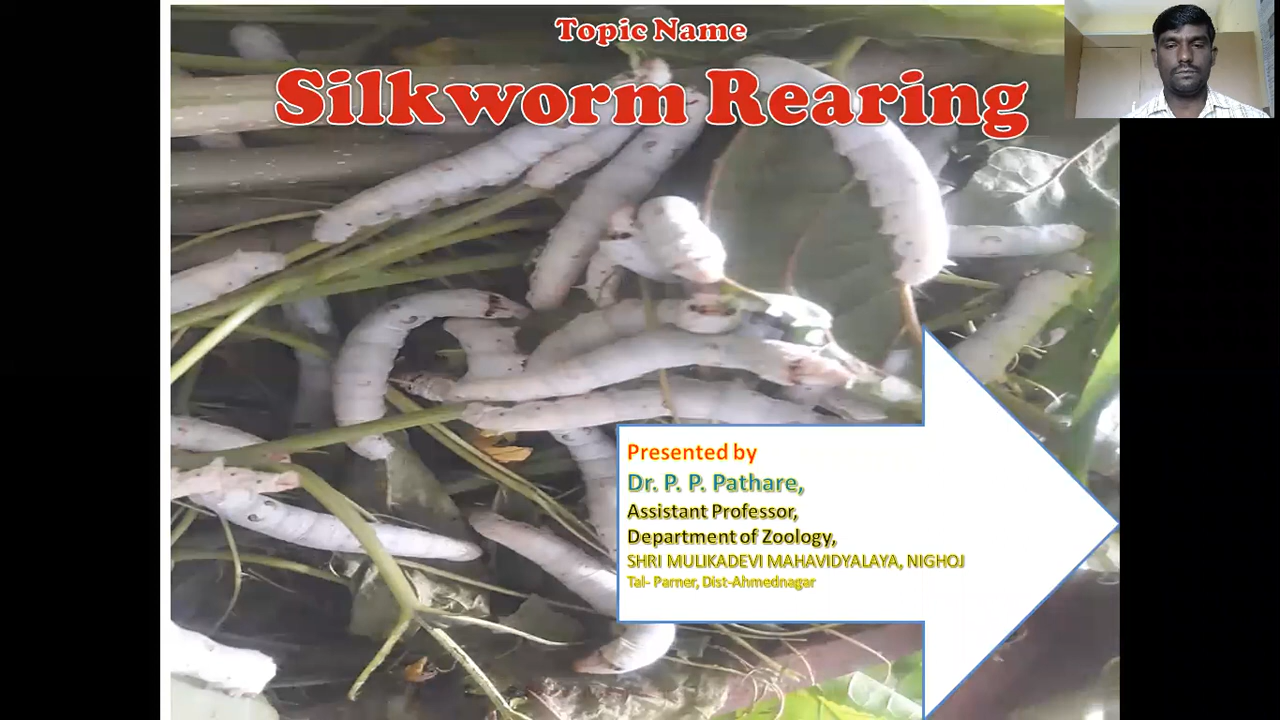 Topic Name
Silkworm Rearing
Presented by
Dr. P. P. Pathare,
Assistant Professor,
Department of Zoology,
SHRI MULIKADEVI MAHAVIDYALAYA, NIGHOJ
Tal- Parner, Dist-Ahmednagar